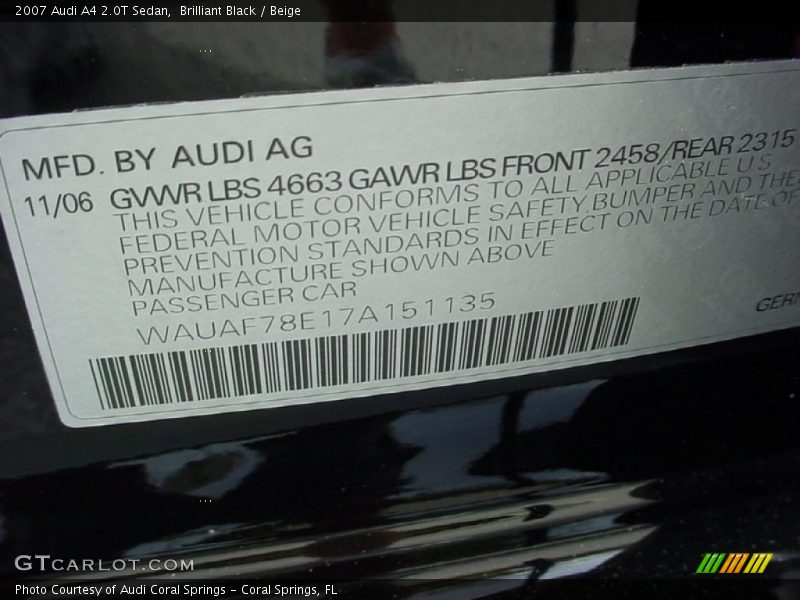 2007 Audi A4 2.0T Sedan, Brilliant Black / Beige
MFD. BY AUDI AG
11/06 GVWR LBS 4663 GAWR LBS FRONT 2458/REAR 2315
THIS VEHICLE CONFORMS TO ALL APPLICABLE U S
FEDERAL MOTOR VEHICLE SAFETY, BUMPER AND THE
PREVENTION STANDARDS IN EFFECT ON THE DATE OF
MANUFACTURE SHOWN ABOVE
PASSENGER CAR
WAUAF78E17A151135
GTCARLOT.COM
Photo Courtesy of Audi Coral Springs - Coral Springs, FL